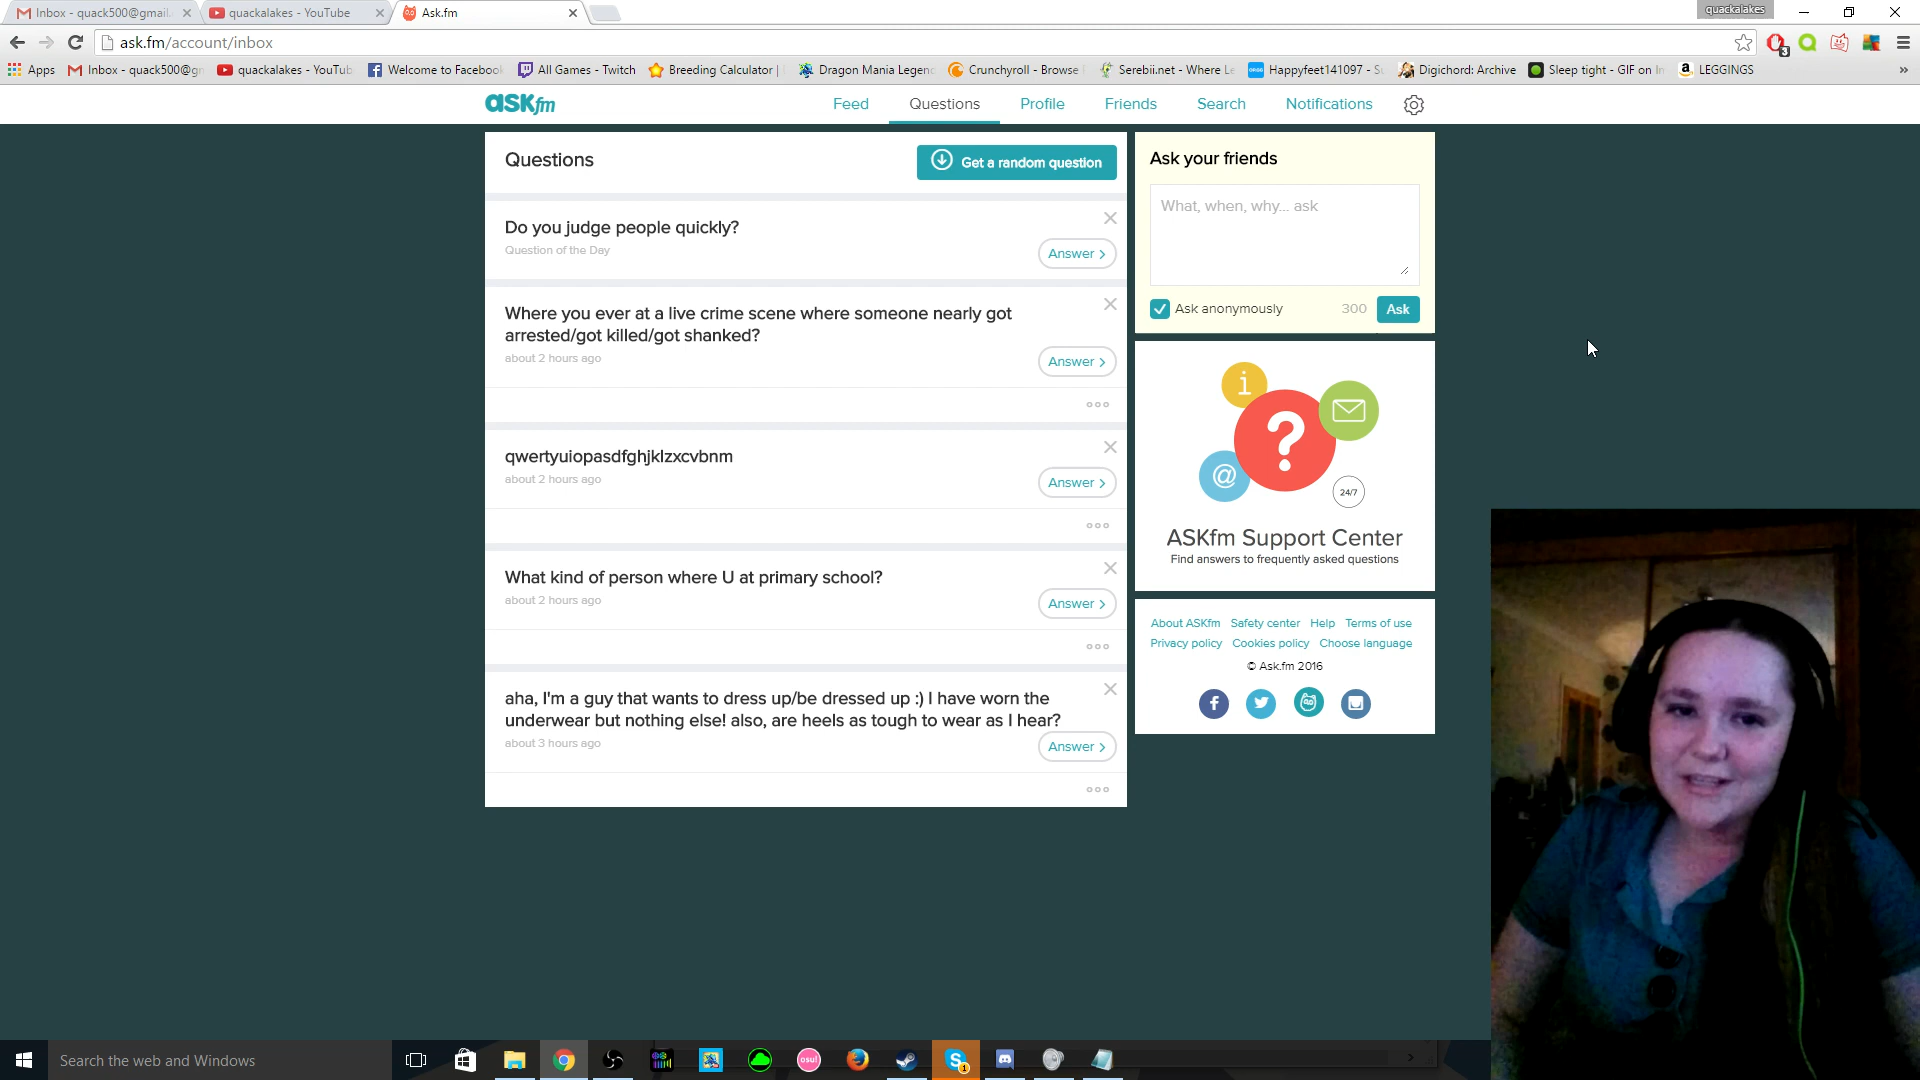 Inbox - quack500@gmail.
quackalakes - YouTube
Ask.fm
quackalakes
ask.fm/account/inbox
3
Apps
Inbox - quack500@g
quackalakes - YouTub
Welcome to Faceboo
All Games - Twitch
Breeding Calculator |
Dragon Mania Legen
Crunchyroll - Browse
Serebii.net - Where Le
Happyfeet141097 - S
Digichord: Archive
Sleep tight - GIF on Im
LEGGINGS
»
ASKfm
Feed
Questions
Profile
Friends
Search
Notifications
Questions
Get a random question
Do you judge people quickly?
Question of the Day
Answer >
Where you ever at a live crime scene where someone nearly got
arrested/got killed/got shanked?
about 2 hours ago
Answer >
qwertyuiopasdfghjklzxcvbnm
about 2 hours ago
Answer >
What kind of person where U at primary school?
about 2 hours ago
Answer >
aha, I'm a guy that wants to dress up/be dressed up :) I have worn the
underwear but nothing else! also, are heels as tough to wear as I hear?
about 3 hours ago
Answer >
Ask your friends
What, when, why... ask
Ask anonymously
300
Ask
i
?
@
24/7
ASKfm Support Center
Find answers to frequently asked questions
About ASKfm Safety center Help Terms of use
Privacy policy Cookies policy Choose language
© Ask.fm 2016
Search the web and Windows
osu!
1